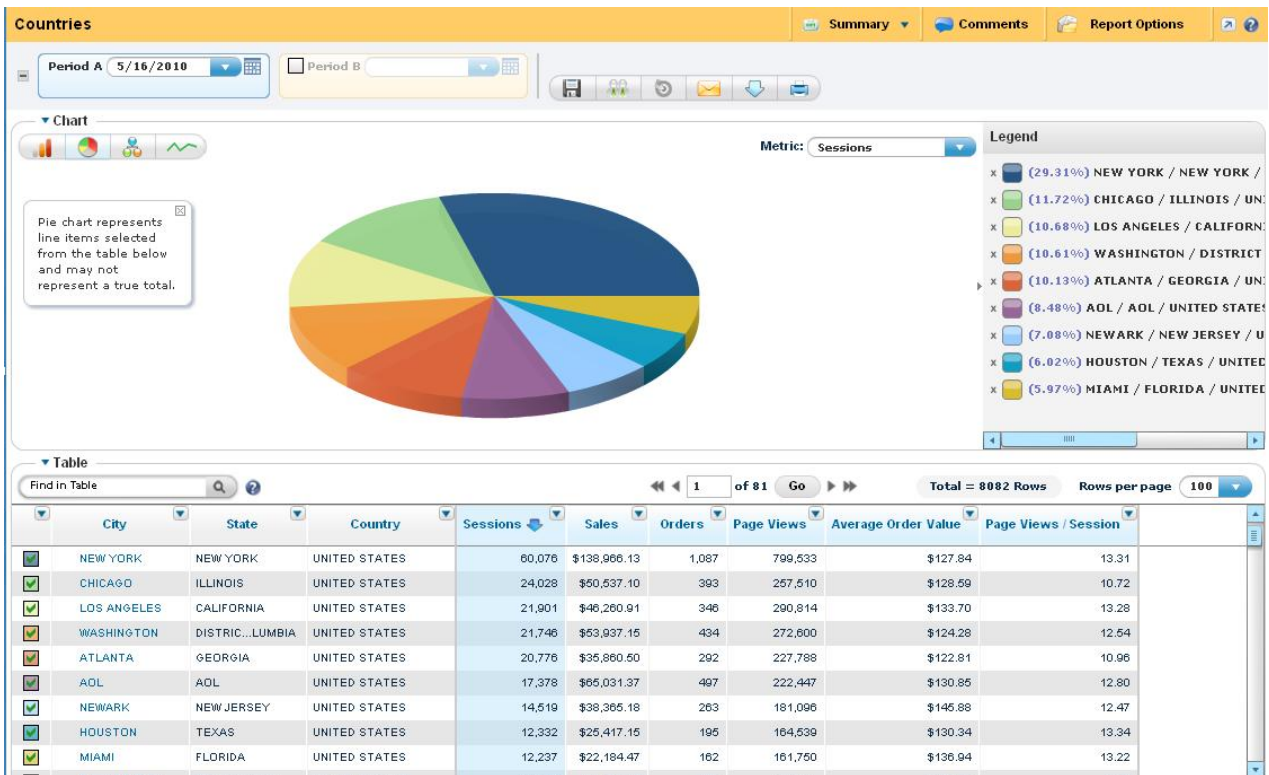 Countries
Summary
Comments
Report Options
Period A 5/16/2010
Period B
Chart
Metric: Sessions
Pie chart represents
line items selected
from the table below
and may not
represent a true total.
Legend
x (29.31%) NEW YORK / NEW YORK /
x (11.72%) CHICAGO / ILLINOIS / UN
x (10.68%) LOS ANGELES / CALIFORN
x (10.61%) WASHINGTON / DISTRICT
x (10.13%) ATLANTA / GEORGIA / UN
x (8.48%) AOL / AOL / UNITED STATES
x (7.08%) NEWARK / NEW JERSEY / U
x (6.02%) HOUSTON / TEXAS / UNITED
x (5.97%) MIAMI / FLORIDA / UNITED
Table
Find in Table
1 of 81 Go
Total = 8082 Rows
Rows per page 100
City State Country Sessions Sales Orders Page Views Average Order Value Page Views / Session
NEW YORK NEW YORK UNITED STATES 60,076 $138,966.13 1,087 799,533 $127.84 13.31
CHICAGO ILLINOIS UNITED STATES 24,028 $50,537.10 393 257,510 $128.59 10.72
LOS ANGELES CALIFORNIA UNITED STATES 21,901 $46,260.91 346 290,814 $133.70 13.28
WASHINGTON DISTRIC...LUMBIA UNITED STATES 21,746 $53,937.15 434 272,600 $124.28 12.54
ATLANTA GEORGIA UNITED STATES 20,776 $35,860.50 292 227,788 $122.81 10.96
AOL AOL UNITED STATES 17,378 $65,031.37 497 222,447 $130.85 12.80
NEWARK NEW JERSEY UNITED STATES 14,519 $38,365.18 263 181,096 $145.88 12.47
HOUSTON TEXAS UNITED STATES 12,332 $25,417.15 195 164,539 $130.34 13.34
MIAMI FLORIDA UNITED STATES 12,237 $22,184.47 162 161,750 $136.94 13.22